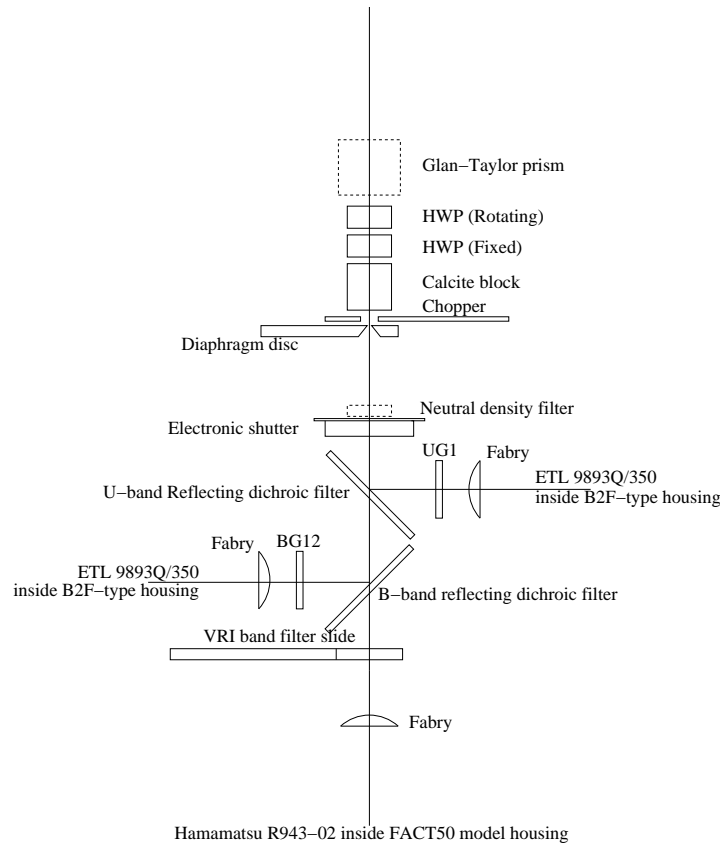 Glan−Taylor prism
HWP (Rotating)
HWP (Fixed)
Calcite block
Chopper
Diaphragm disc
Neutral density filter
Electronic shutter
UG1
Fabry
ETL 9893Q/350
inside B2F−type housing
U−band Reflecting dichroic filter
Fabry
BG12
ETL 9893Q/350
inside B2F−type housing
B−band reflecting dichroic filter
VRI band filter slide
Fabry
Hamamatsu R943−02 inside FACT50 model housing